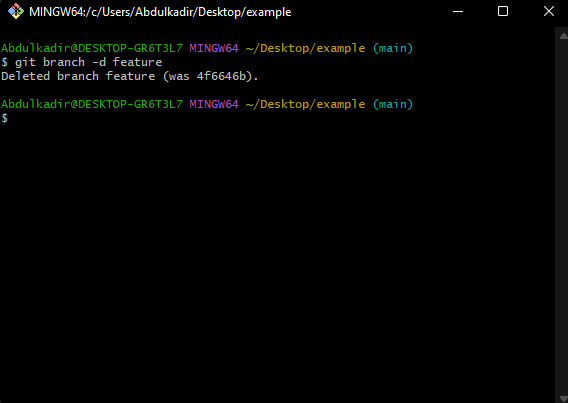 MINGW64:/c/Users/Abdulkadir/Desktop/example
Abdulkadir@DESKTOP-GR6T3L7 MINGW64 ~/Desktop/example (main)
$ git branch -d feature
Deleted branch feature (was 4f6646b).
Abdulkadir@DESKTOP-GR6T3L7 MINGW64 ~/Desktop/example (main)
$